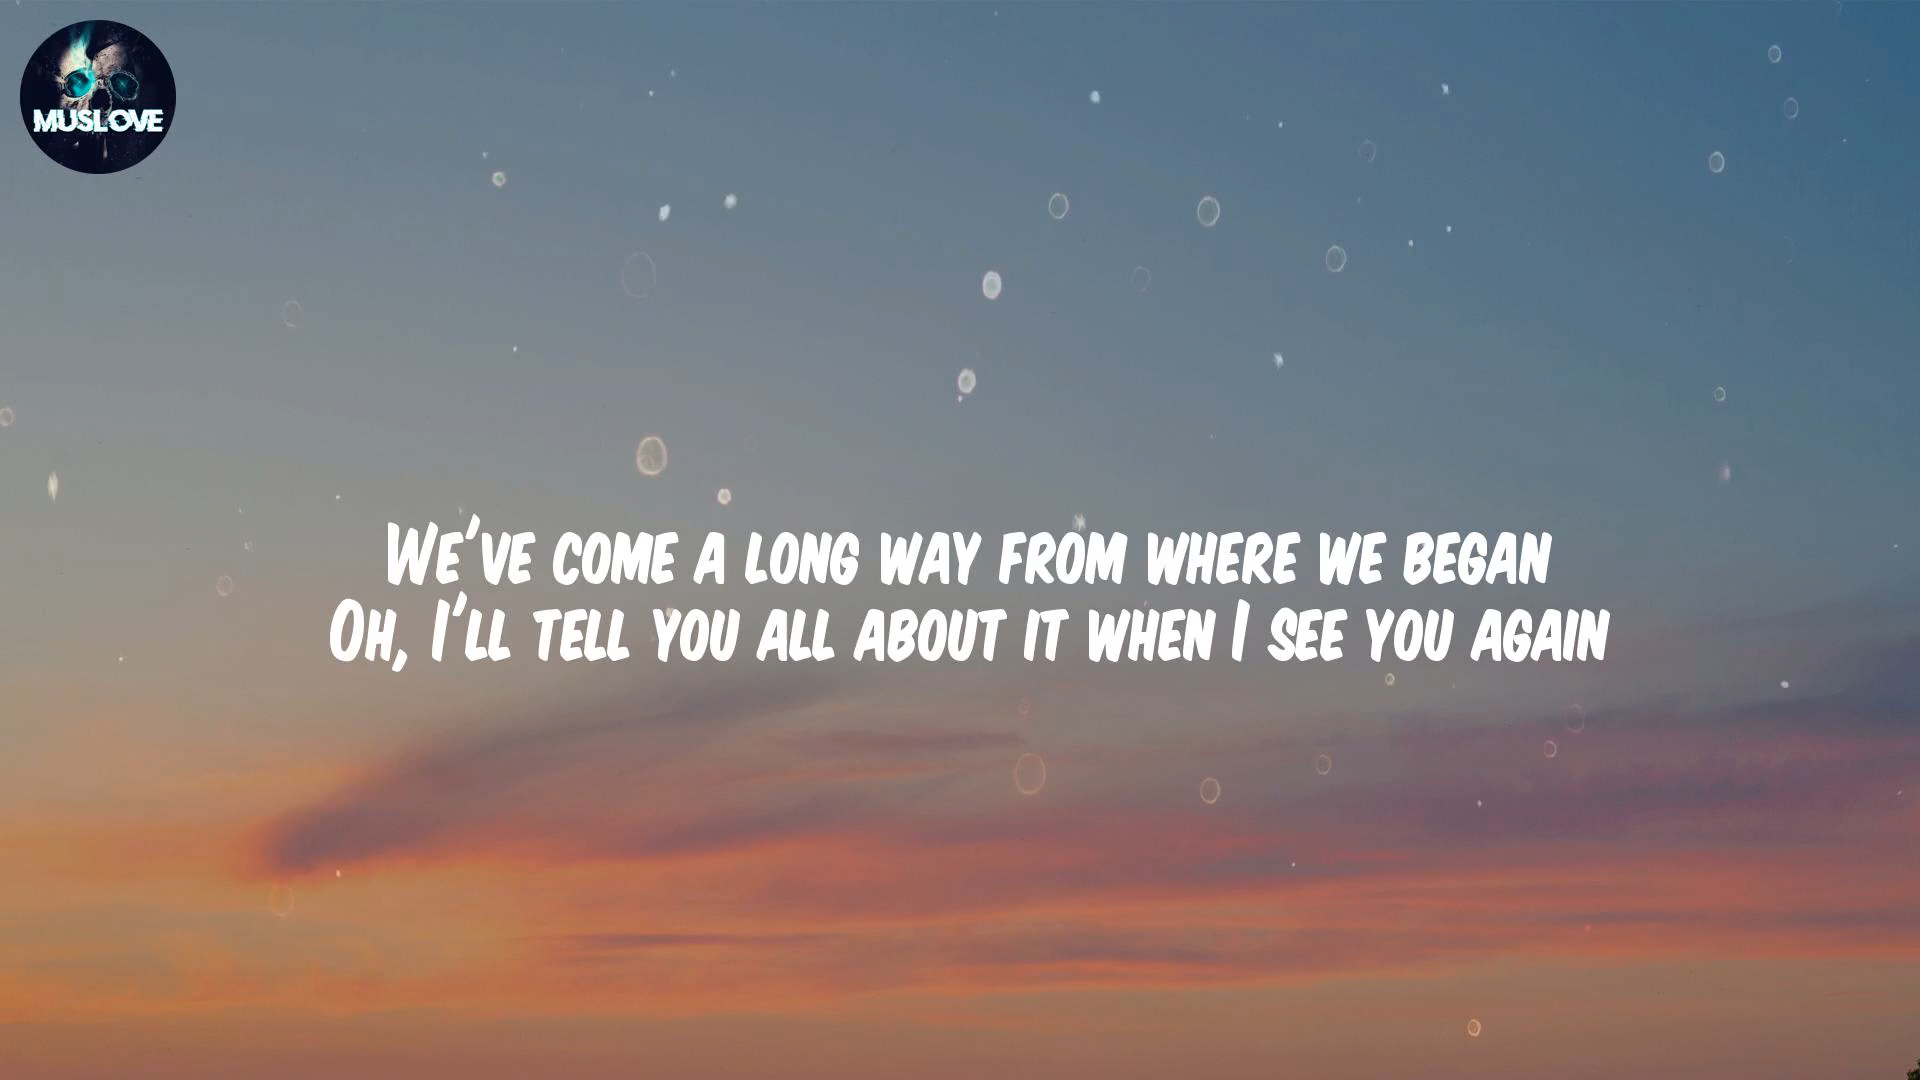 MUSLOVE
We've come a long way from where we began
Oh, I'll tell you all about it when I see you again